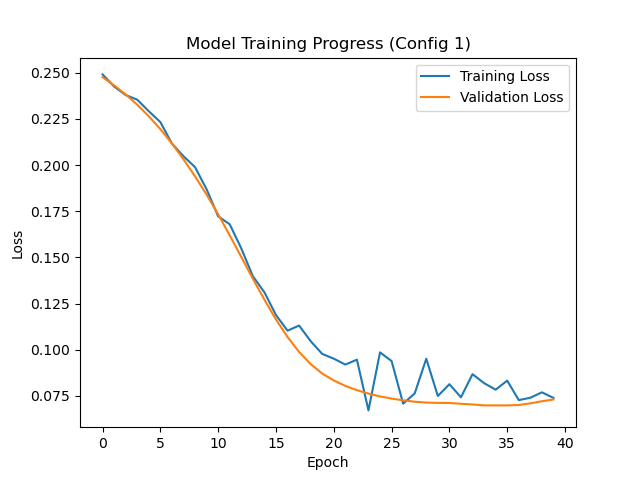 Model Training Progress (Config 1)
Training Loss
Validation Loss
0.250
0.225
0.200
0.175
0.150
0.125
0.100
0.075
Loss
0 5 10 15 20 25 30 35 40
Epoch